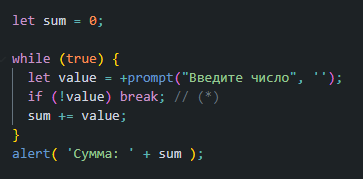 let sum = 0;
while (true) {
let value = +prompt("Введите число", '');
if (!value) break; // (*)
sum += value;
}
alert( 'Сумма: ' + sum );